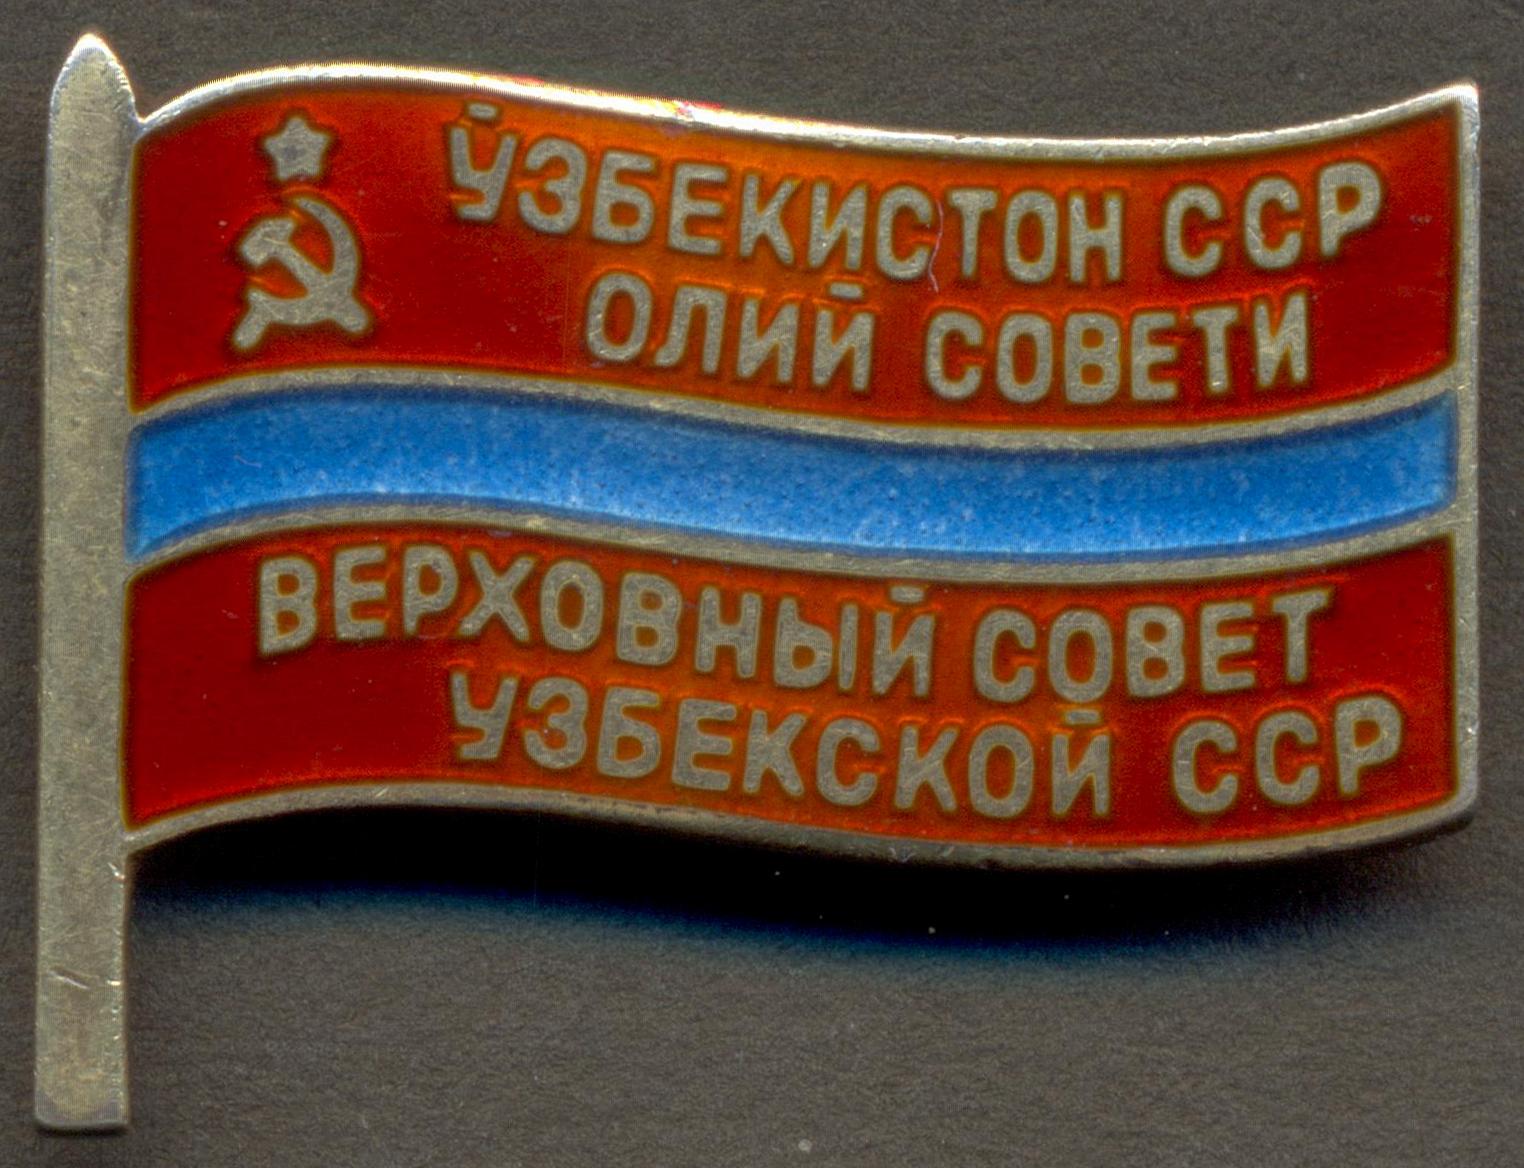 ЎЗБЕКИСТОН ССР
ОЛИЙ СОВЕТИ
ВЕРХОВНЫЙ СОВЕТ
УЗБЕКСКОЙ ССР